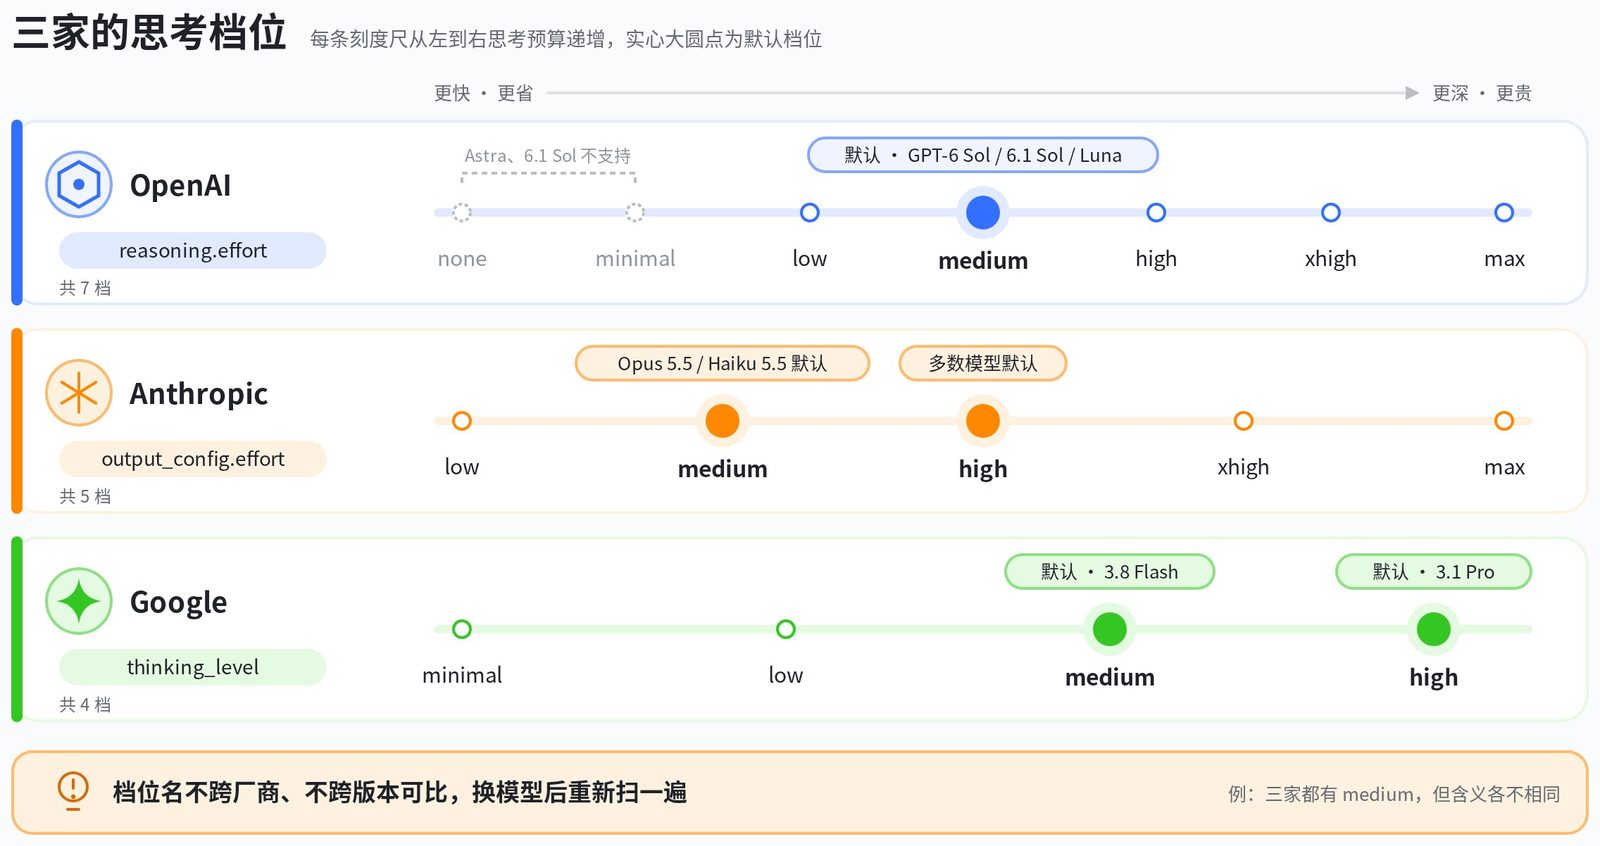 三家的思考档位
每条刻度尺从左到右思考预算递增，实心大圆点为默认档位
更快 · 更省
更深 · 更贵
OpenAI
reasoning.effort
共 7 档
Astra、6.1 Sol 不支持
默认 · GPT-6 Sol / 6.1 Sol / Luna
none
minimal
low
medium
high
xhigh
max
Anthropic
output_config.effort
共 5 档
Opus 5.5 / Haiku 5.5 默认
多数模型默认
low
medium
high
xhigh
max
Google
thinking_level
共 4 档
默认 · 3.8 Flash
默认 · 3.1 Pro
minimal
low
medium
high
档位名不跨厂商、不跨版本可比，换模型后重新扫一遍
例：三家都有 medium，但含义各不相同